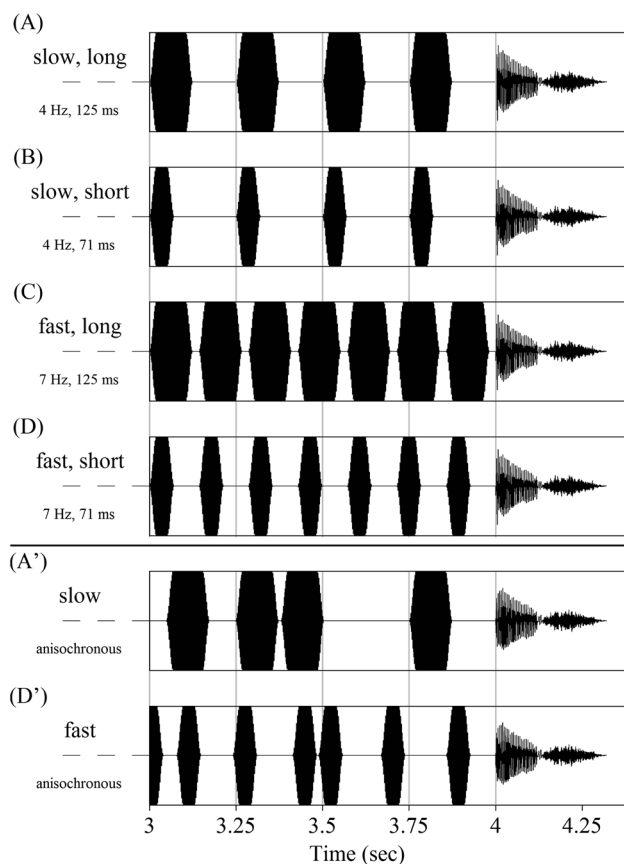 (A)
slow, long
4 Hz, 125 ms
(B)
slow, short
4 Hz, 71 ms
(C)
fast, long
7 Hz, 125 ms
(D)
fast, short
7 Hz, 71 ms
(A')
slow
anisochronous
(D')
fast
anisochronous
3 3.25 3.5 3.75 4 4.25
Time (sec)